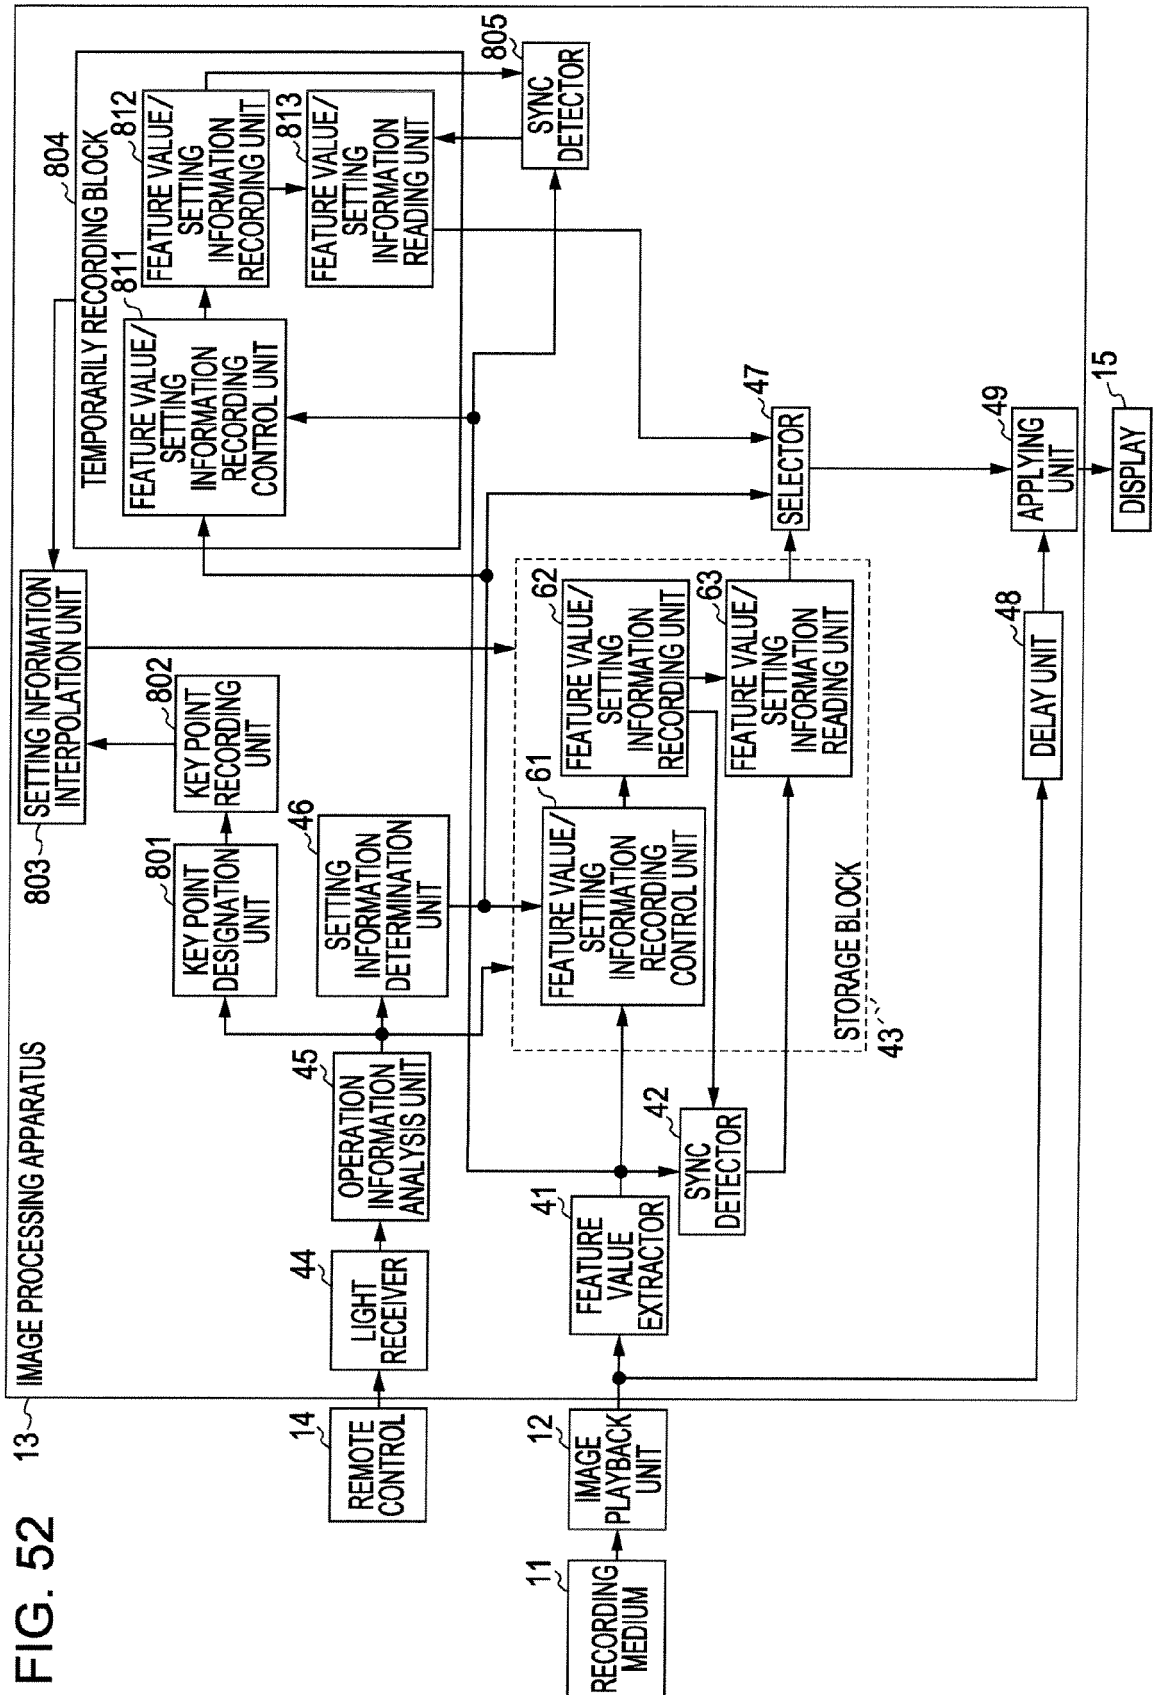 FIG. 52
13
IMAGE PROCESSING APPARATUS
803
SETTING INFORMATION
INTERPOLATION UNIT
804
TEMPORARILY RECORDING BLOCK
811
FEATURE VALUE/
SETTING
INFORMATION
RECORDING
CONTROL UNIT
812
FEATURE VALUE/
SETTING
INFORMATION
RECORDING UNIT
813
FEATURE VALUE/
SETTING
INFORMATION
READING UNIT
805
SYNC
DETECTOR
801
KEY POINT
DESIGNATION
UNIT
802
KEY POINT
RECORDING
UNIT
14
REMOTE
CONTROL
44
LIGHT
RECEIVER
45
OPERATION
INFORMATION
ANALYSIS UNIT
46
SETTING
INFORMATION
DETERMINATION
UNIT
11
RECORDING
MEDIUM
12
IMAGE
PLAYBACK
UNIT
41
FEATURE
VALUE
EXTRACTOR
42
SYNC
DETECTOR
61
FEATURE VALUE/
SETTING
INFORMATION
RECORDING
CONTROL UNIT
62
FEATURE VALUE/
SETTING
INFORMATION
RECORDING UNIT
63
FEATURE VALUE/
SETTING
INFORMATION
READING UNIT
STORAGE BLOCK
43
47
SELECTOR
48
DELAY UNIT
49
APPLYING
UNIT
15
DISPLAY